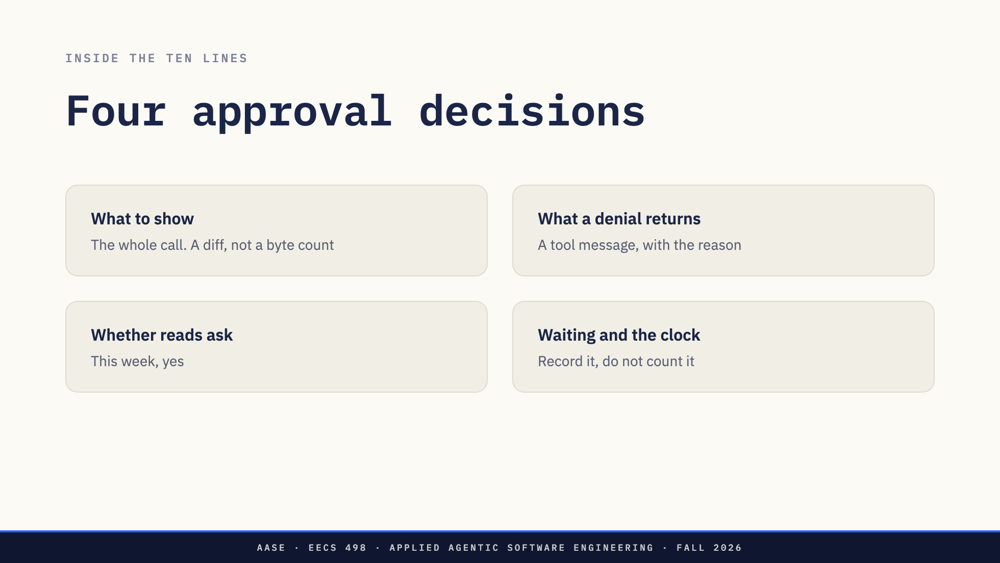 INSIDE THE TEN LINES
Four approval decisions
What to show
The whole call. A diff, not a byte count
What a denial returns
A tool message, with the reason
Whether reads ask
This week, yes
Waiting and the clock
Record it, do not count it
AASE · EECS 498 · APPLIED AGENTIC SOFTWARE ENGINEERING · FALL 2026